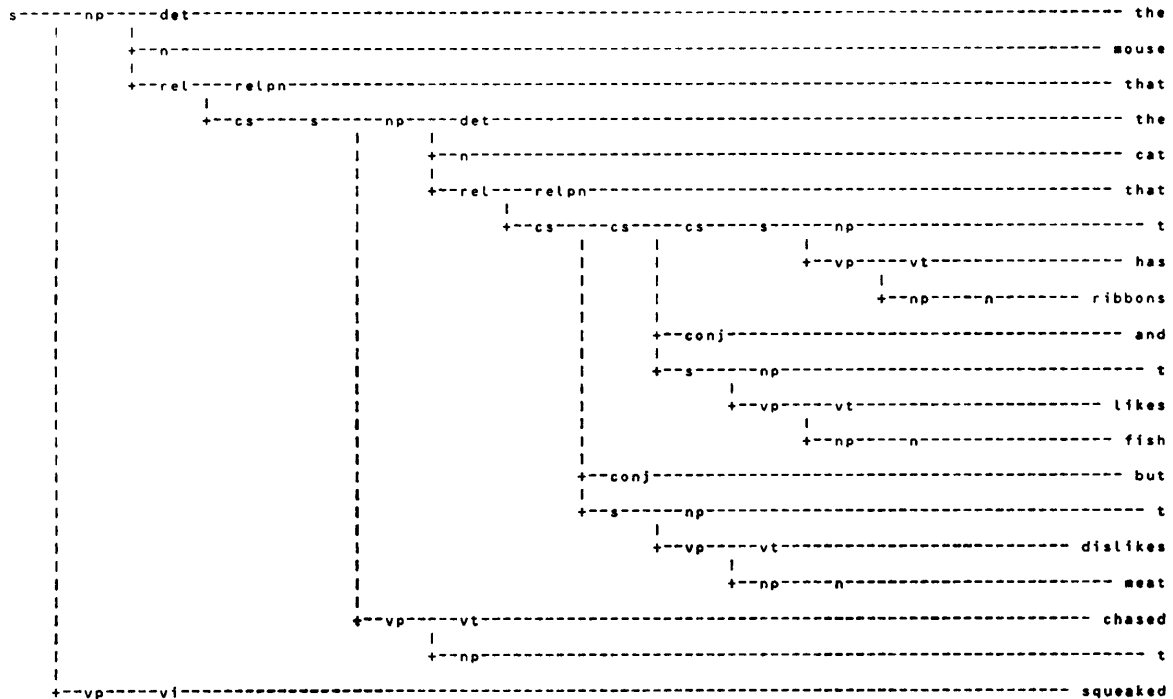 s------np-----det---------------------------------------- the
+--n---------------------------------------- mouse
+--rel----relpn---------------------------------------- that
+--cs-----s------np-----det---------------------------------------- the
+--n---------------------------------------- cat
+--rel----relpn---------------------------------------- that
+--cs-----cs-----cs-----s------np---------------------------------------- t
+--vp-----vt-------------------- has
+--np-----n-------- ribbons
+--conj---------------------------------------- and
+--s------np---------------------------------------- t
+--vp-----vt-------------------- likes
+--np-----n-------------------- fish
+--conj---------------------------------------- but
+--s------np---------------------------------------- t
+--vp-----vt-------------------- dislikes
+--np-----n-------------------- meat
+--vp-----vt---------------------------------------- chased
+--np---------------------------------------- t
+--vp-----vi---------------------------------------- squeaked